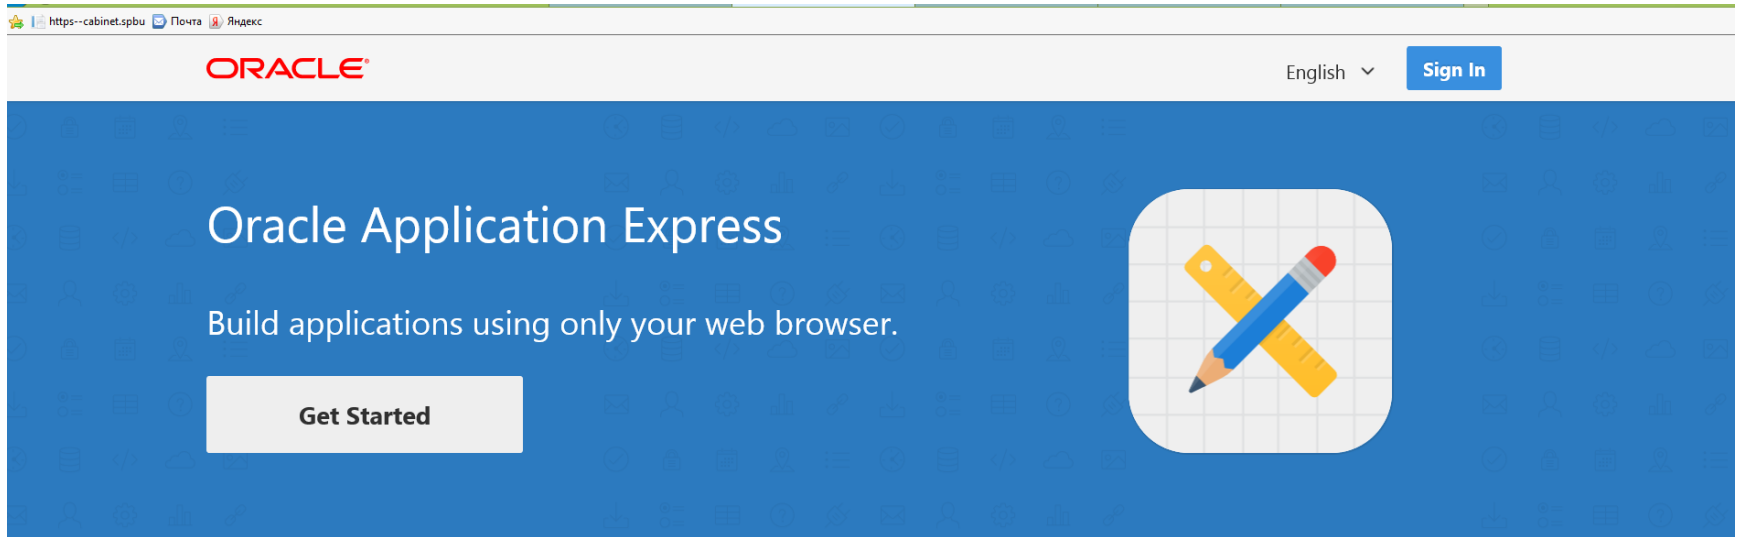 https--cabinet.spbu Почта Яндекс
ORACLE
English Sign In
Oracle Application Express
Build applications using only your web browser.
Get Started